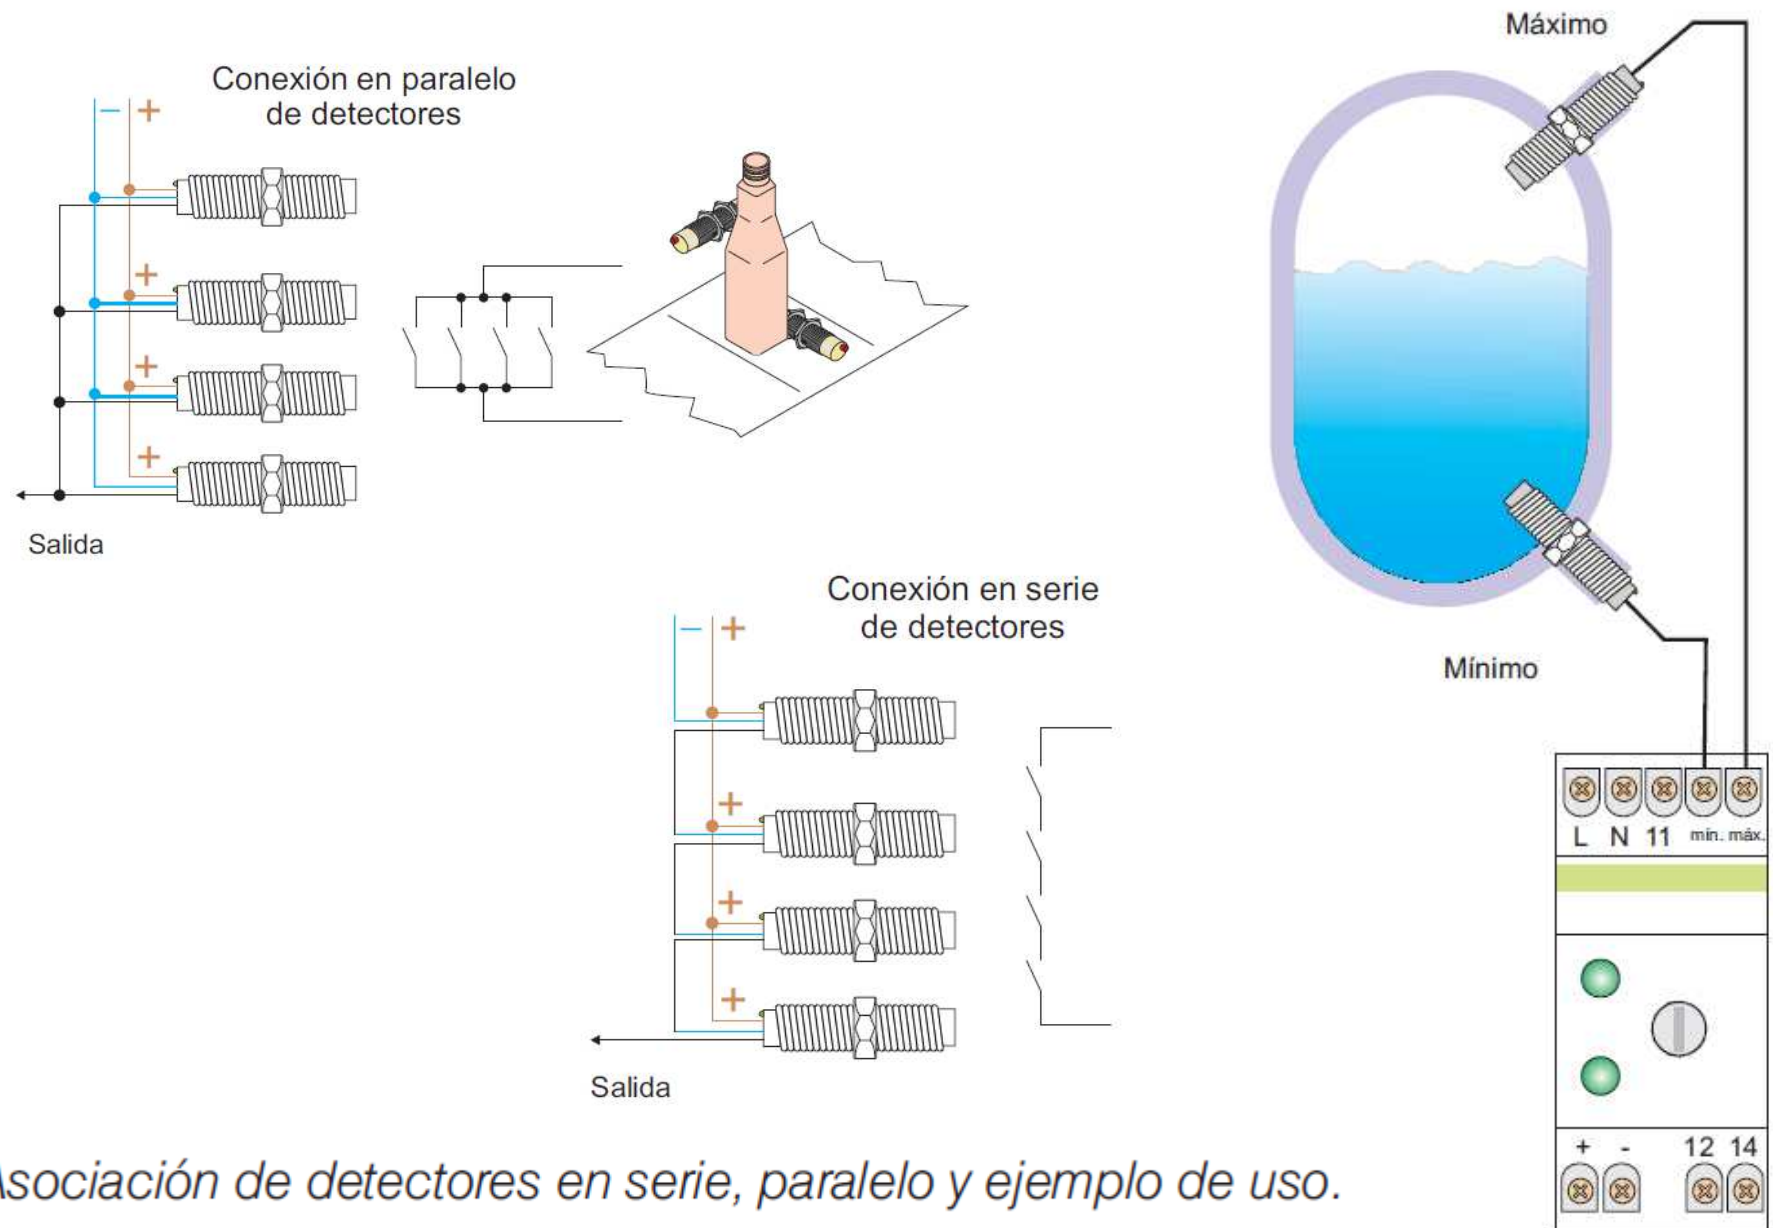 Máximo
Conexión en paralelo
de detectores
− +
+
+
+
Salida
Conexión en serie
de detectores
− +
+
+
+
Salida
Mínimo
L N 11 mín. máx.
+ - 12 14
Asociación de detectores en serie, paralelo y ejemplo de uso.